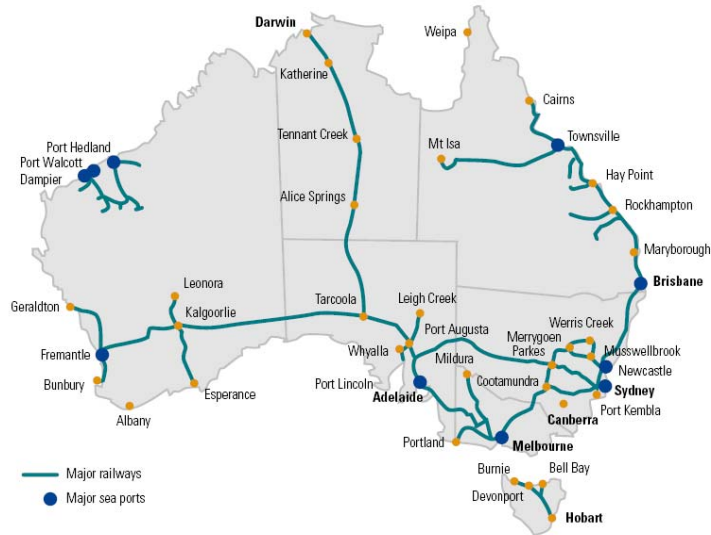 Darwin
Weipa
Katherine
Cairns
Tennant Creek
Townsville
Mt Isa
Port Hedland
Port Walcott
Dampier
Hay Point
Alice Springs
Rockhampton
Maryborough
Brisbane
Leonora
Geraldton
Kalgoorlie
Tarcoola
Leigh Creek
Port Augusta
Werris Creek
Merrygoen
Parkes
Musswellbrook
Newcastle
Fremantle
Whyalla
Mildura
Cootamundra
Bunbury
Esperance
Port Lincoln
Adelaide
Sydney
Port Kembla
Albany
Canberra
Portland
Melbourne
Major railways
Major sea ports
Burnie
Bell Bay
Devonport
Hobart